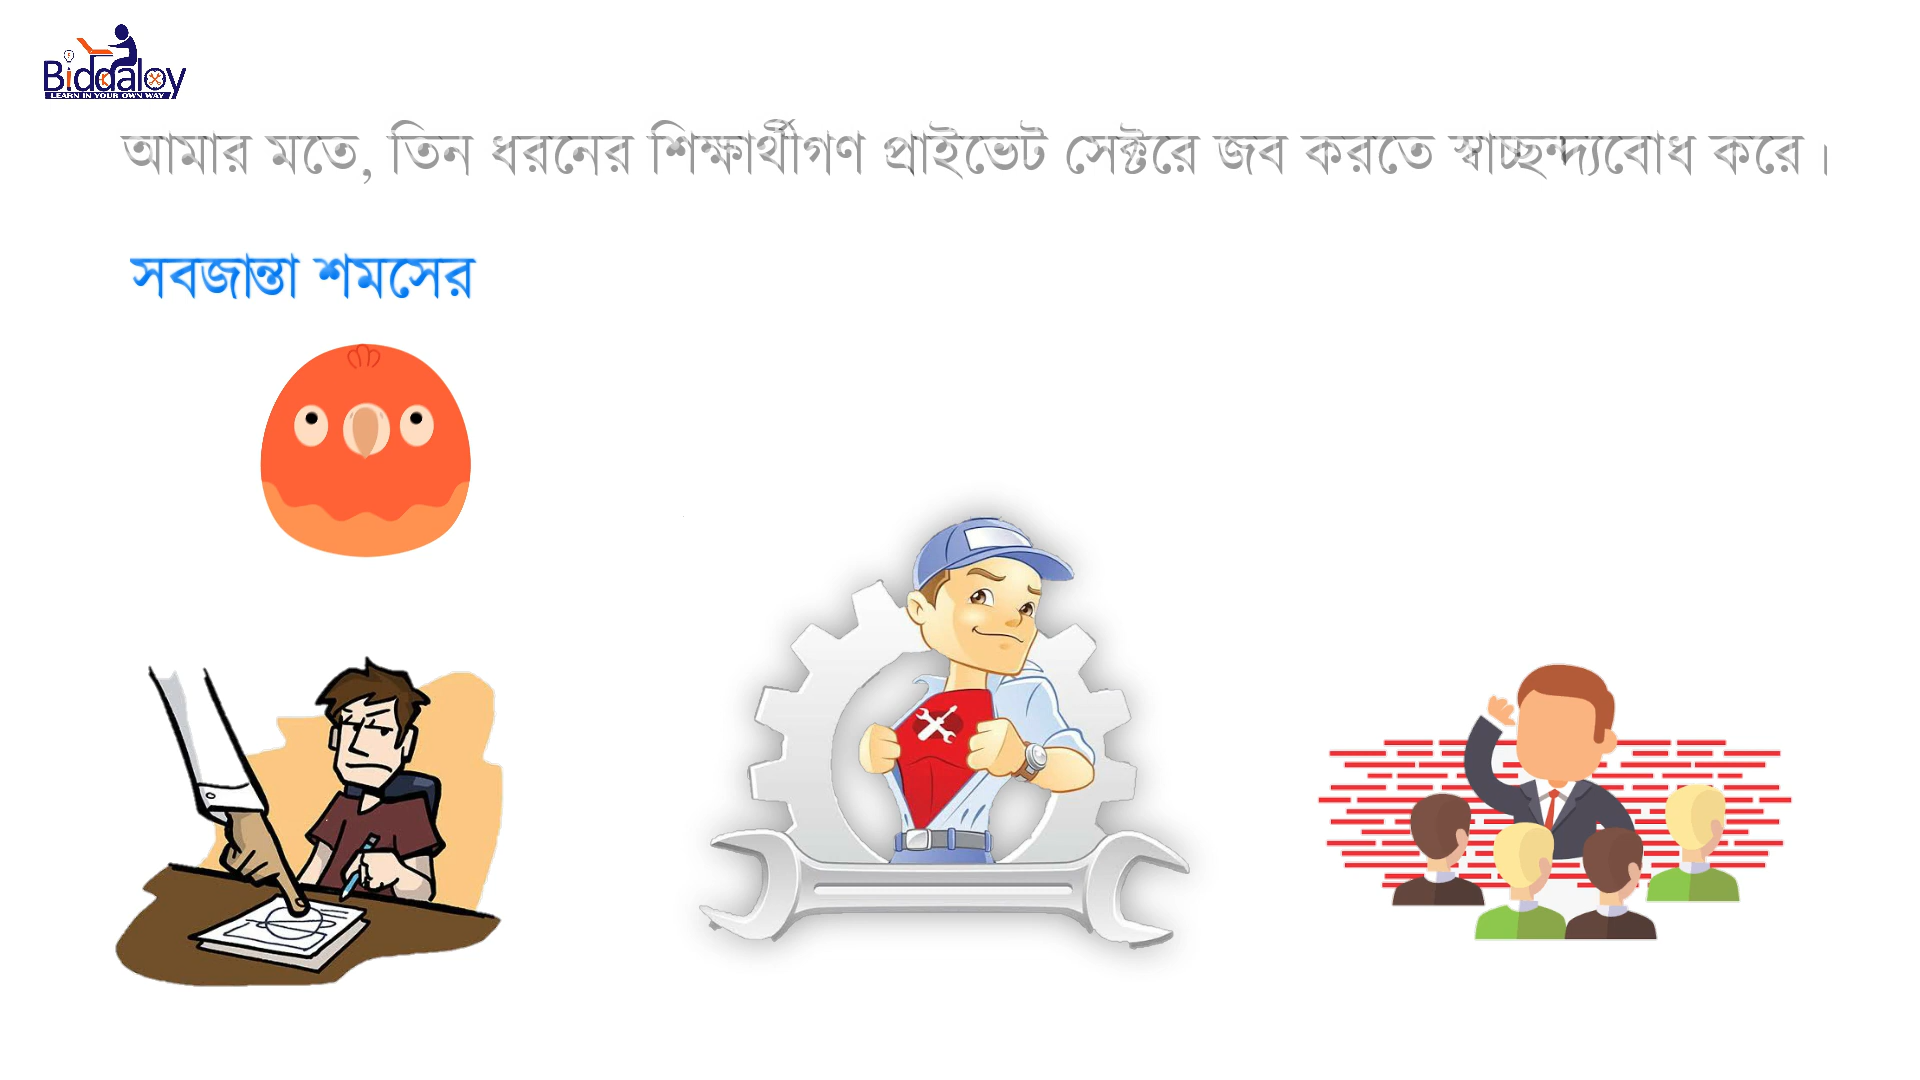 Biddaloy
LEARN IN YOUR OWN WAY
আমার মতে, তিন ধরনের শিক্ষার্থীগণ প্রাইভেট সেক্টরে জব করতে স্বাচ্ছন্দ্যবোধ করে।
সবজান্তা শমসের